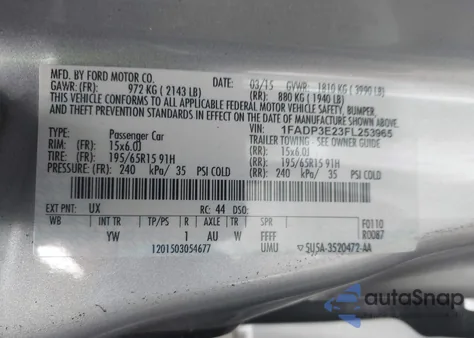 MFD. BY FORD MOTOR CO. DATE: 03/15 GVWR: 1810 KG ( 3990 LB)
GAWR: (FR): 972 KG ( 2143 LB) (RR): 880 KG ( 1940 LB)
THIS VEHICLE CONFORMS TO ALL APPLICABLE FEDERAL MOTOR VEHICLE SAFETY, BUMPER,
AND THEFT PREVENTION STANDARDS IN EFFECT ON THE DATE OF MANUFACTURE SHOWN ABOVE.
VIN: 1FADP3E23FL253965
TYPE: Passenger Car TRAILER TOWING - SEE OWNER GUIDE
RIM: (FR): 15x6.0J (RR): 15x6.0J
TIRE: (FR): 195/65R15 91H (RR): 195/65R15 91H
PRESSURE: (FR): 240 kPa/ 35 PSI COLD (RR): 240 kPa/ 35 PSI COLD
EXT PNT: UX RC: 44 DSO: F0110
WB INT TR TP/PS R AXLE TR SPR R0087
YW 1 AU W FFFF
1201503054677 UMU 5U5A-3520472-AA
autoSnap